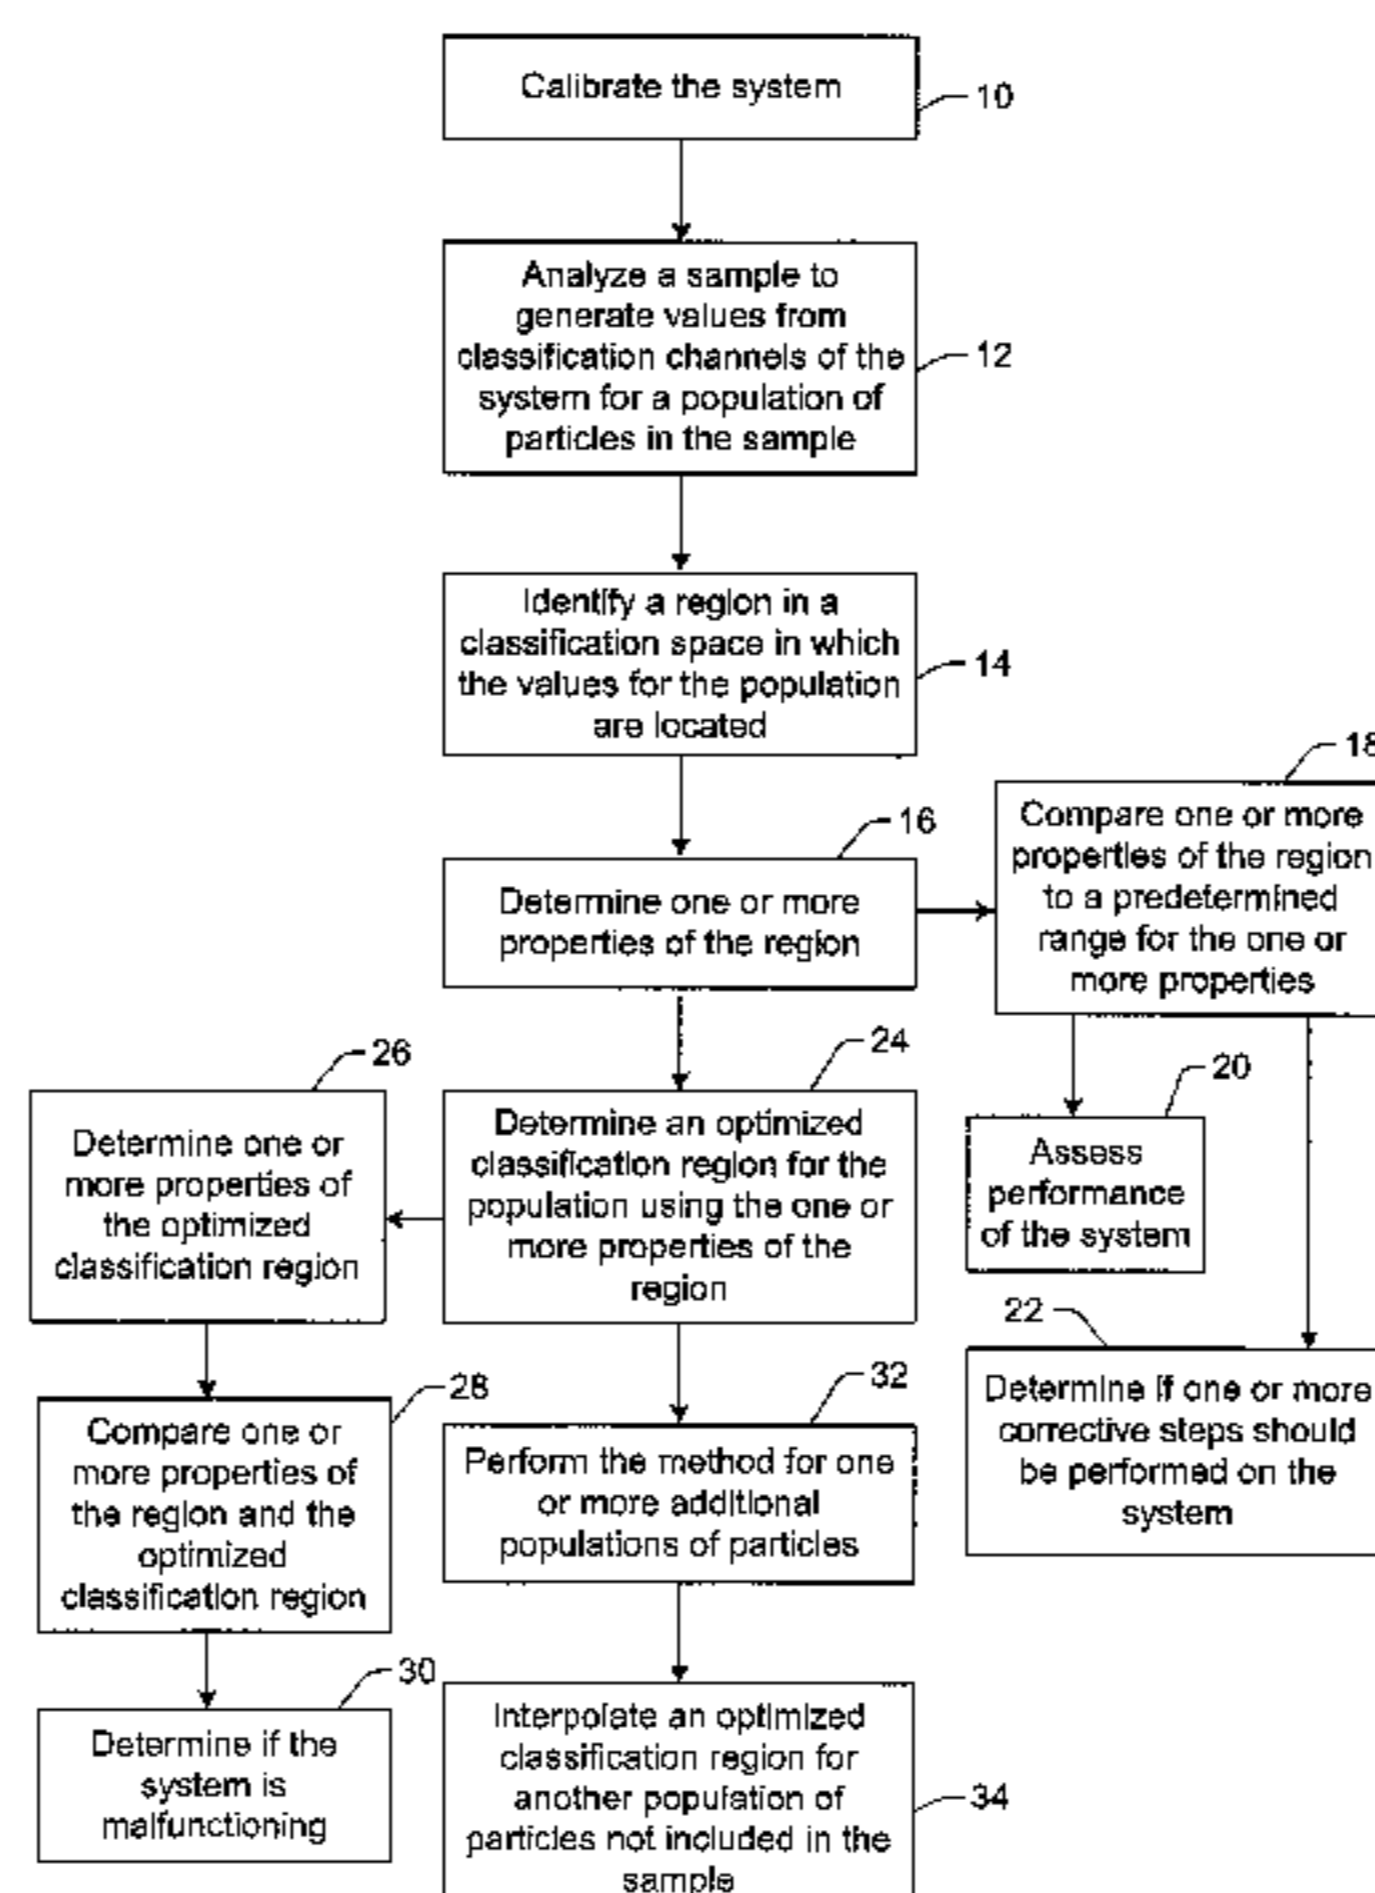 Calibrate the system
10
Analyze a sample to
generate values from
classification channels of the
system for a population of
particles in the sample
12
Identify a region in a
classification space in which
the values for the population
are located
14
16
Determine one or more
properties of the region
18
Compare one or more
properties of the region
to a predetermined
range for the one or
more properties
20
Assess
performance
of the system
22
Determine if one or more
corrective steps should
be performed on the
system
24
Determine an optimized
classification region for the
population using the one or
more properties of the
region
26
Determine one or
more properties of
the optimized
classification region
28
Compare one or
more properties of
the region and the
optimized
classification region
30
Determine if the
system is
malfunctioning
32
Perform the method for one
or more additional
populations of particles
Interpolate an optimized
classification region for
another population of
particles not included in the
sample
34